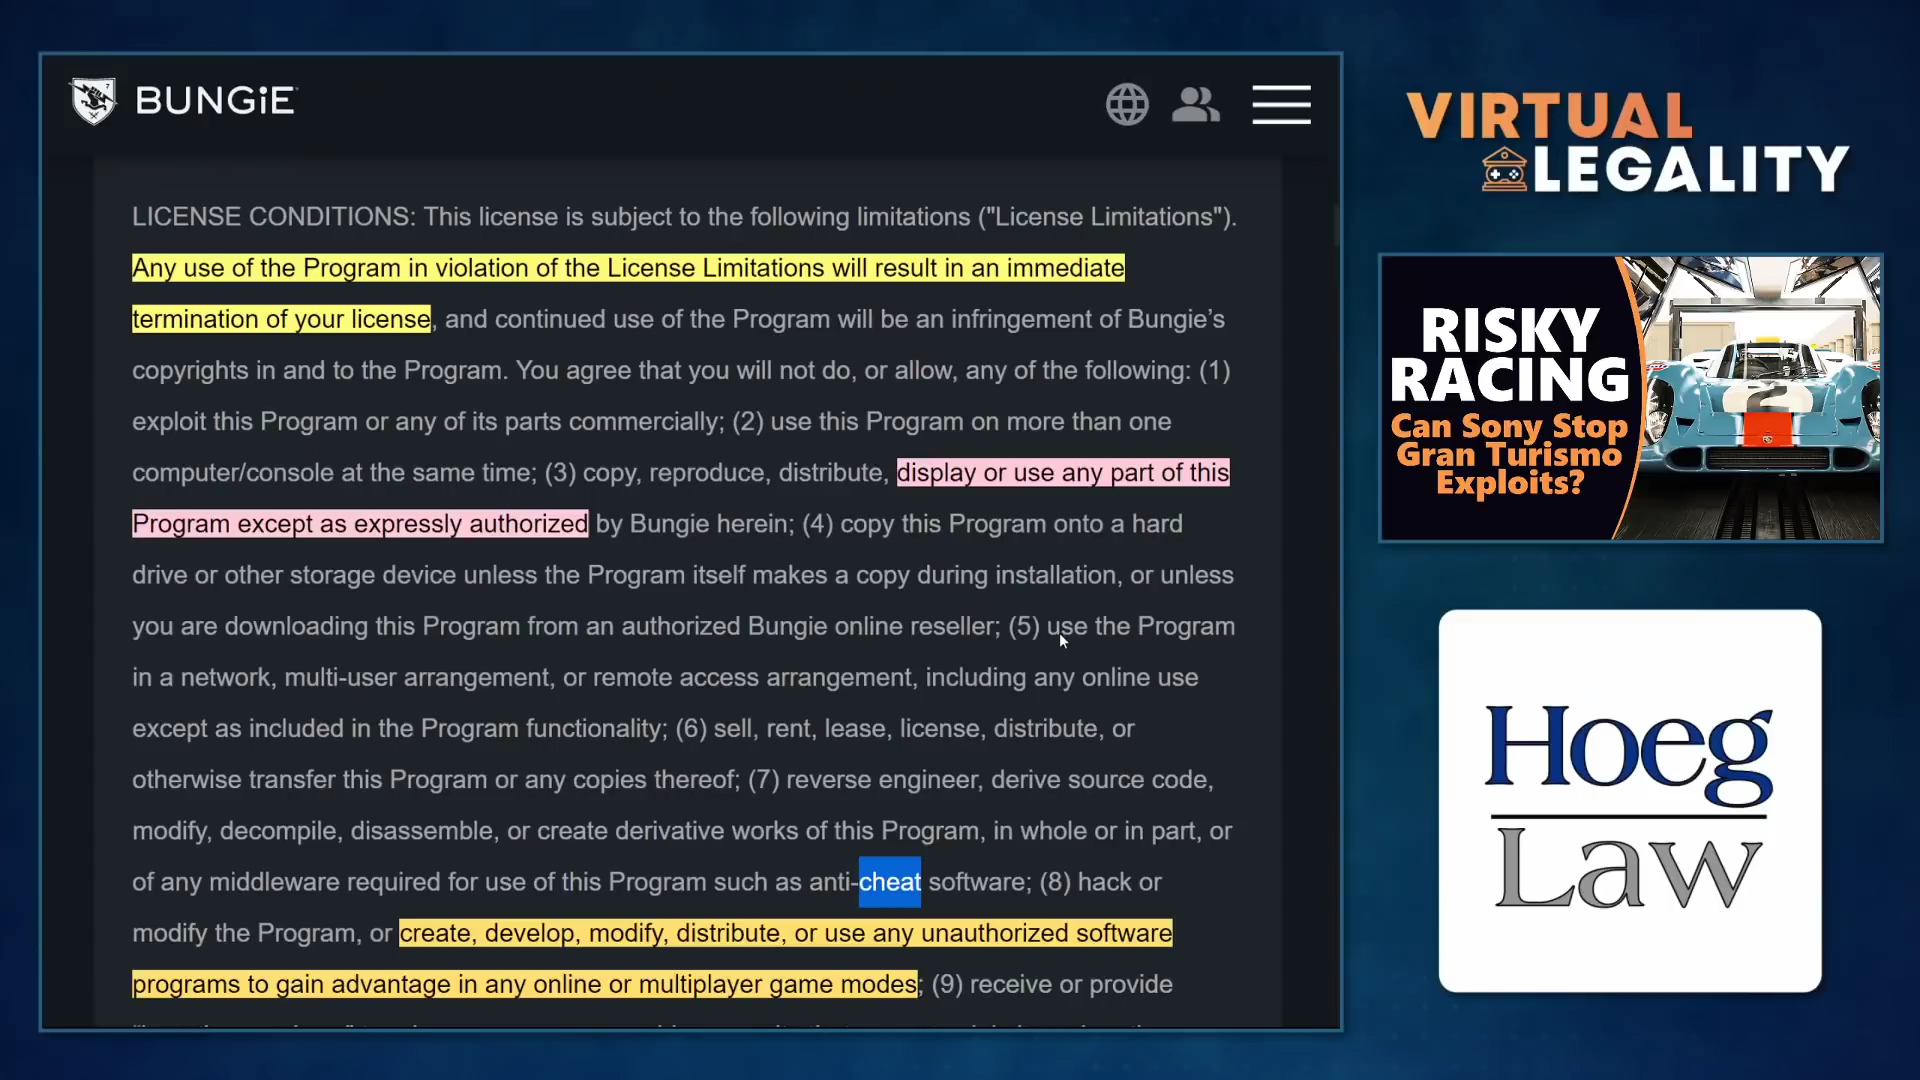 BUNGiE
LICENSE CONDITIONS: This license is subject to the following limitations ("License Limitations").
Any use of the Program in violation of the License Limitations will result in an immediate
termination of your license, and continued use of the Program will be an infringement of Bungie’s
copyrights in and to the Program. You agree that you will not do, or allow, any of the following: (1)
exploit this Program or any of its parts commercially; (2) use this Program on more than one
computer/console at the same time; (3) copy, reproduce, distribute, display or use any part of this
Program except as expressly authorized by Bungie herein; (4) copy this Program onto a hard
drive or other storage device unless the Program itself makes a copy during installation, or unless
you are downloading this Program from an authorized Bungie online reseller; (5) use the Program
in a network, multi-user arrangement, or remote access arrangement, including any online use
except as included in the Program functionality; (6) sell, rent, lease, license, distribute, or
otherwise transfer this Program or any copies thereof; (7) reverse engineer, derive source code,
modify, decompile, disassemble, or create derivative works of this Program, in whole or in part, or
of any middleware required for use of this Program such as anti-cheat software; (8) hack or
modify the Program, or create, develop, modify, distribute, or use any unauthorized software
programs to gain advantage in any online or multiplayer game modes; (9) receive or provide
VIRTUAL
LEGALITY
RISKY
RACING
Can Sony Stop
Gran Turismo
Exploits?
2
Hoeg
Law